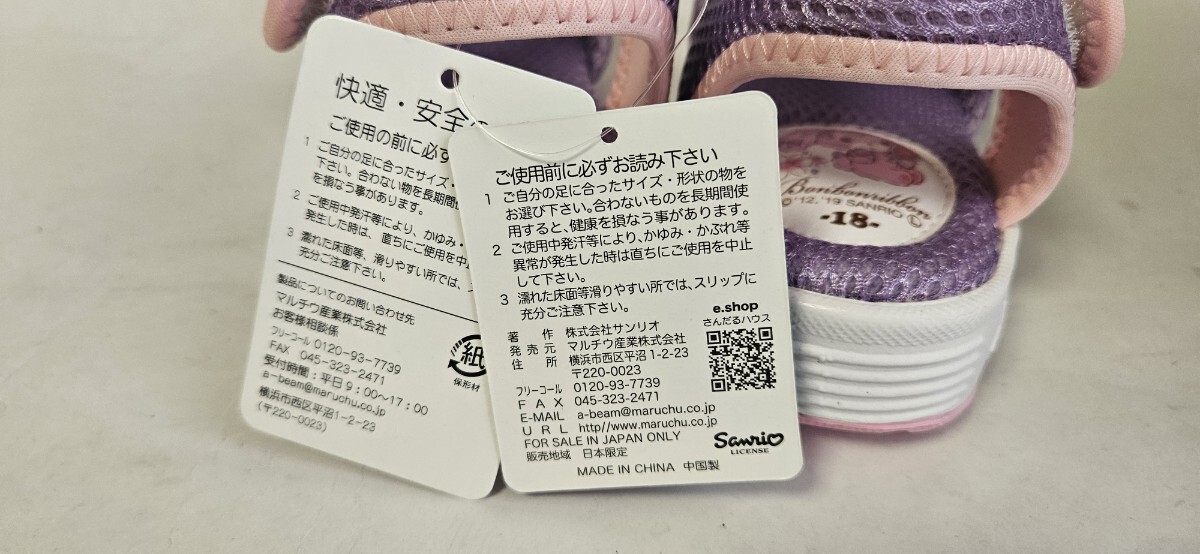 快適・安全
ご使用の前に必ず
1 ご自分の足に合ったサイズ・
下さい。合わない物を長期間
を損なう事があります。
2 ご使用中発汗等により、かゆみ・
発生した時は、直ちにご使用を中
3 濡れた床面等、滑りやすい所では、
充分ご注意下さい。
製品についてのお問い合わせ先
マルチウ産業株式会社
お客様相談係
フリーコール 0120-93-7739
FAX 045-323-2471
受付時間：平日 9：00〜17：00
a-beam@maruchu.co.jp
横浜市西区平沼1-2-23
(〒220-0023)
紙
保形材
ご使用前に必ずお読み下さい
1 ご自分の足に合ったサイズ・形状の物を
お選び下さい。合わないものを長期間使
用すると、健康を損なう事があります。
2 ご使用中発汗等により、かゆみ・かぶれ等
異常が発生した時は直ちにご使用を中止
して下さい。
3 濡れた床面等滑りやすい所では、スリップに
充分ご注意下さい。
著作 株式会社サンリオ
発売元 マルチウ産業株式会社
住所 横浜市西区平沼 1-2-23
〒220-0023
フリーコール 0120-93-7739
FAX 045-323-2471
E-MAIL a-beam@maruchu.co.jp
URL http//www.maruchu.co.jp
FOR SALE IN JAPAN ONLY
販売地域 日本限定
MADE IN CHINA 中国製
e.shop
さんだるハウス
Sanrio
LICENSE
Bonbonribbon
©'12,'19 SANRIO
-18-